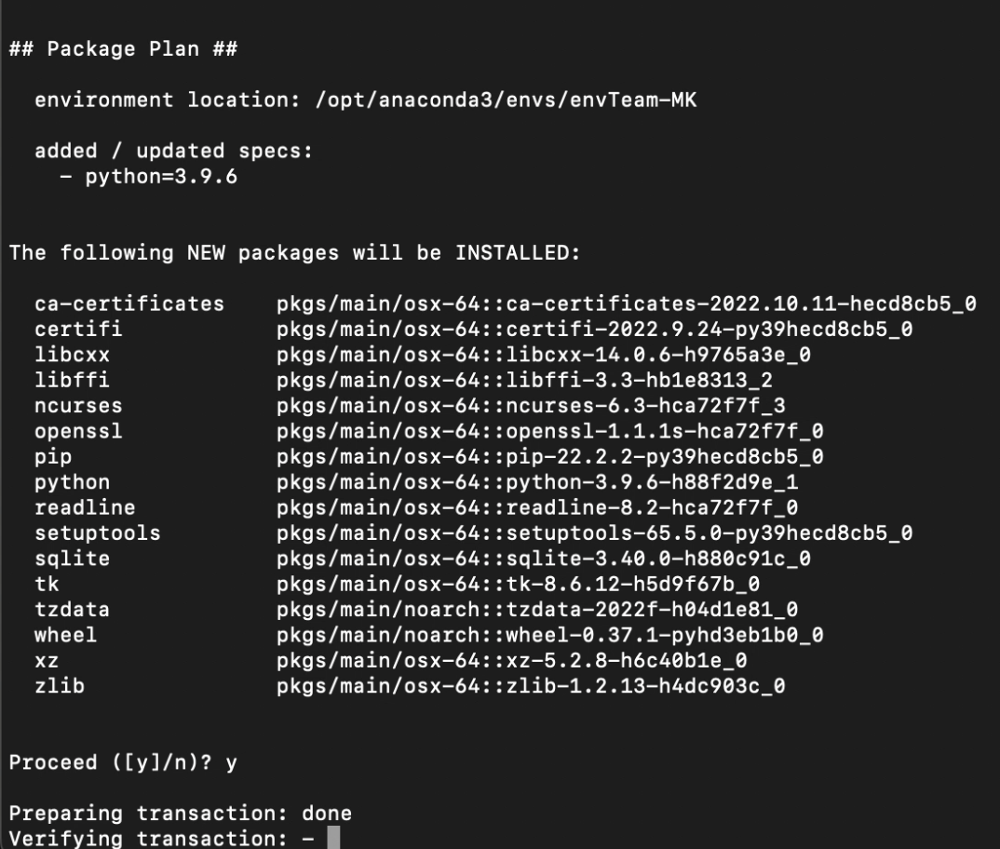 ## Package Plan ##
environment location: /opt/anaconda3/envs/envTeam-MK
added / updated specs:
- python=3.9.6
The following NEW packages will be INSTALLED:
ca-certificates pkgs/main/osx-64::ca-certificates-2022.10.11-hecd8cb5_0
certifi pkgs/main/osx-64::certifi-2022.9.24-py39hecd8cb5_0
libcxx pkgs/main/osx-64::libcxx-14.0.6-h9765a3e_0
libffi pkgs/main/osx-64::libffi-3.3-hb1e8313_2
ncurses pkgs/main/osx-64::ncurses-6.3-hca72f7f_3
openssl pkgs/main/osx-64::openssl-1.1.1s-hca72f7f_0
pip pkgs/main/osx-64::pip-22.2.2-py39hecd8cb5_0
python pkgs/main/osx-64::python-3.9.6-h88f2d9e_1
readline pkgs/main/osx-64::readline-8.2-hca72f7f_0
setuptools pkgs/main/osx-64::setuptools-65.5.0-py39hecd8cb5_0
sqlite pkgs/main/osx-64::sqlite-3.40.0-h880c91c_0
tk pkgs/main/osx-64::tk-8.6.12-h5d9f67b_0
tzdata pkgs/main/noarch::tzdata-2022f-h04d1e81_0
wheel pkgs/main/noarch::wheel-0.37.1-pyhd3eb1b0_0
xz pkgs/main/osx-64::xz-5.2.8-h6c40b1e_0
zlib pkgs/main/osx-64::zlib-1.2.13-h4dc903c_0
Proceed ([y]/n)? y
Preparing transaction: done
Verifying transaction: -